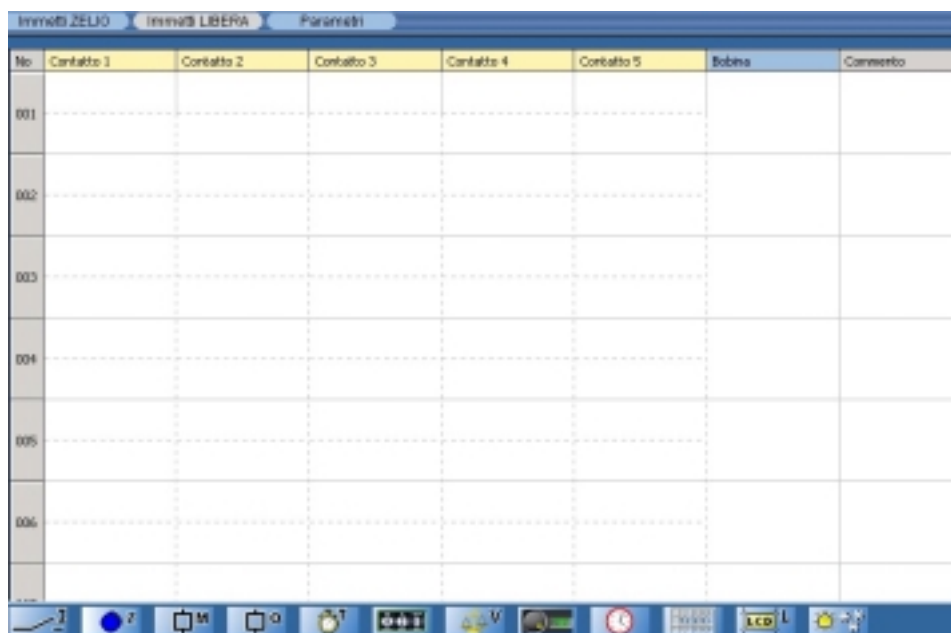 Immetti ZELIO Immetti LIBERA Parametri
No Contatto 1 Contatto 2 Contatto 3 Contatto 4 Contatto 5 Bobina Commento
001
002
003
004
005
006
I Z M O T V LCD L